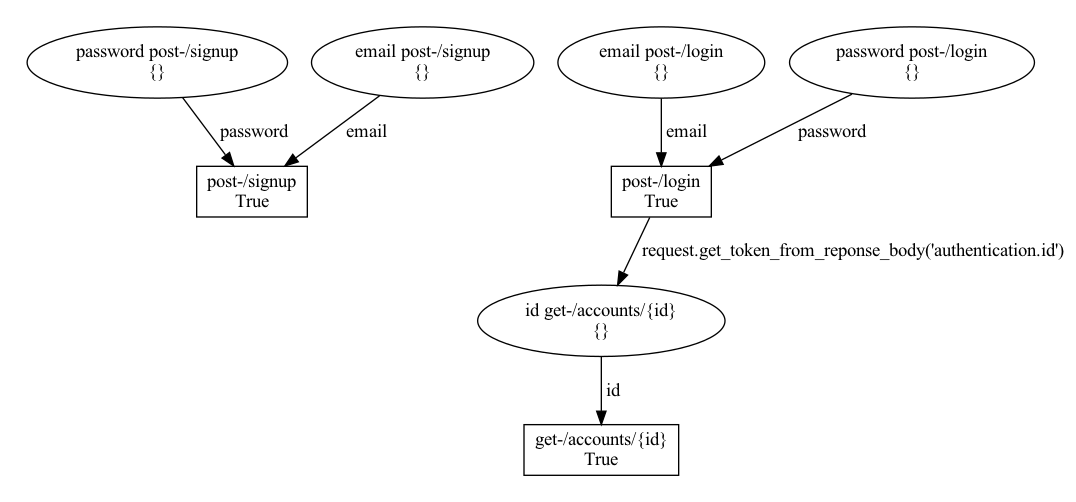 password post-/signup
{}
email post-/signup
{}
email post-/login
{}
password post-/login
{}
password
email
email
password
post-/signup
True
post-/login
True
request.get_token_from_reponse_body('authentication.id')
id get-/accounts/{id}
{}
id
get-/accounts/{id}
True